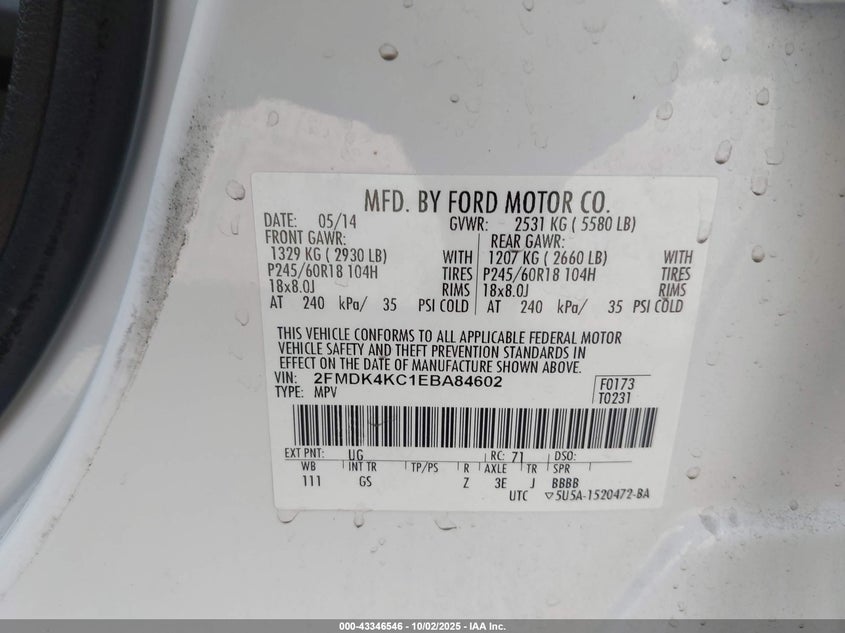 MFD. BY FORD MOTOR CO.
DATE: 05/14 GVWR: 2531 KG ( 5580 LB)
FRONT GAWR: REAR GAWR:
1329 KG ( 2930 LB) WITH 1207 KG ( 2660 LB) WITH
P245/60R18 104H TIRES P245/60R18 104H TIRES
18x8.0J RIMS 18x8.0J RIMS
AT 240 kPa/ 35 PSI COLD AT 240 kPa/ 35 PSI COLD
THIS VEHICLE CONFORMS TO ALL APPLICABLE FEDERAL MOTOR
VEHICLE SAFETY AND THEFT PREVENTION STANDARDS IN
EFFECT ON THE DATE OF MANUFACTURE SHOWN ABOVE.
VIN: 2FMDK4KC1EBA84602 F0173
TYPE: MPV T0231
EXT PNT: UG RC: 71 DSO:
WB INT TR TP/PS R AXLE TR SPR
111 GS Z 3E J BBBB
UTC ▽5U5A-1520472-BA
000-43346546 - 10/02/2025 - IAA Inc.